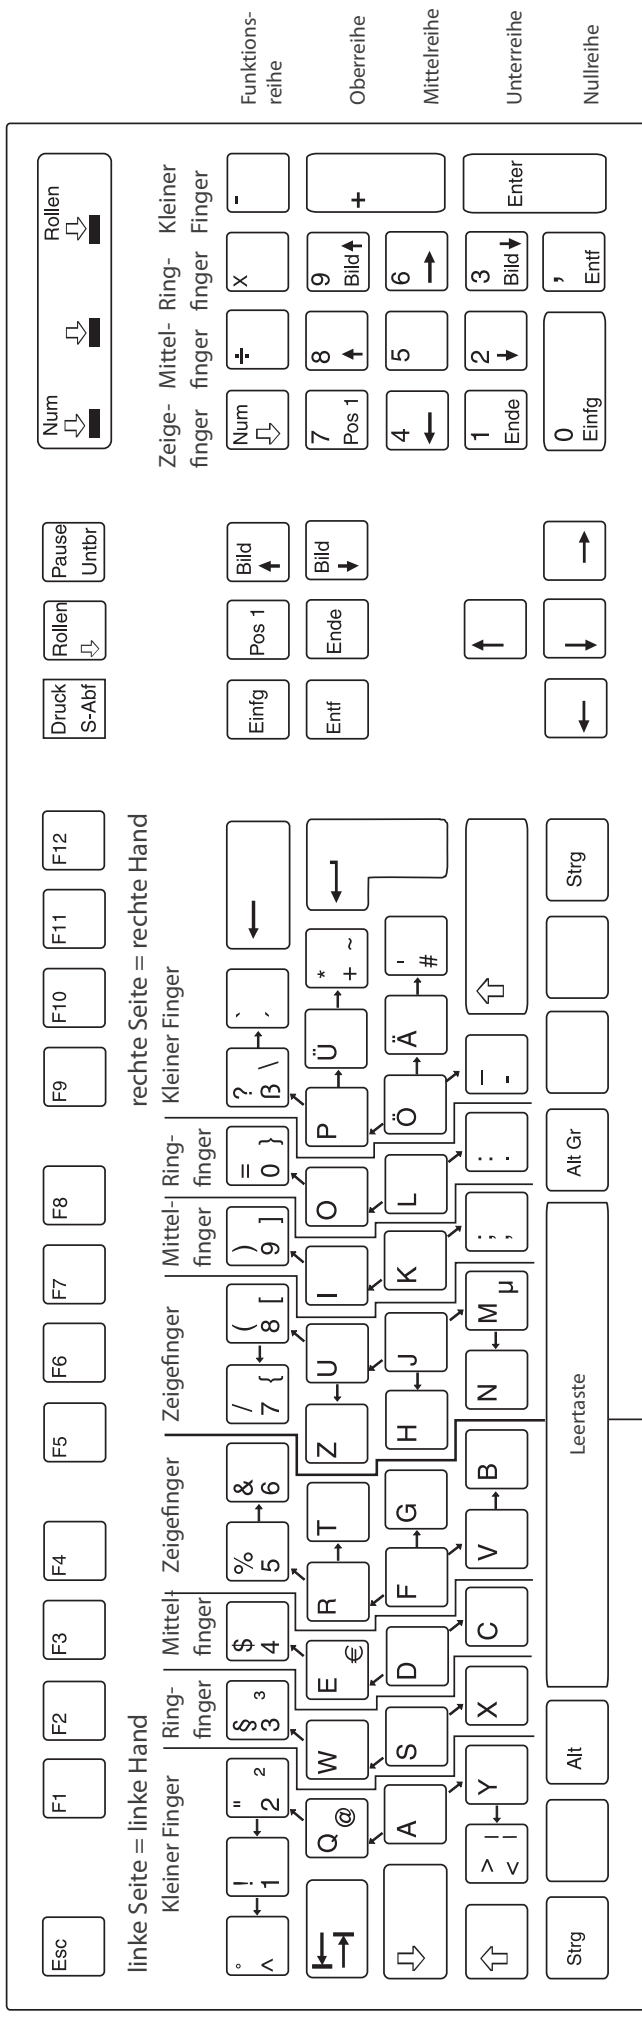 Esc F1 F2 F3 F4 F5 F6 F7 F8 F9 F10 F11 F12 Druck S-Abf Rollen Pause Untbr Num Rollen
linke Seite = linke Hand rechte Seite = rechte Hand
Kleiner Finger Ring- finger Mittel- finger Zeigefinger Zeigefinger Mittel- finger Ring- finger Kleiner Finger Zeige- finger Mittel- finger Ring- finger Kleiner Finger
° ^ ! 1 " 2 ² § 3 ³ $ 4 % 5 & 6 / 7 { ( 8 [ ) 9 ] = 0 } ? ß \ ` ´ Einfg Pos 1 Bild Num ÷ x - Funktions- reihe
Q @ W E € R T Z U I O P Ü * + ~ Entf Ende Bild 7 Pos 1 8 9 Bild + Oberreihe
A S D F G H J K L Ö Ä ' # 4 5 6 Mittelreihe
> < | Y X C V B N M µ ; , : . _ - 1 Ende 2 3 Bild Enter Unterreihe
Strg Alt Leertaste Alt Gr Strg 0 Einfg , Entf Nullreihe